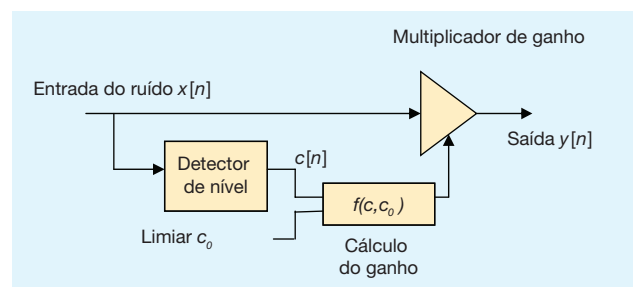 Multiplicador de ganho
Entrada do ruído x[n]
Saída y[n]
Detector
de nível
c[n]
f(c,c₀)
Limiar c₀
Cálculo
do ganho